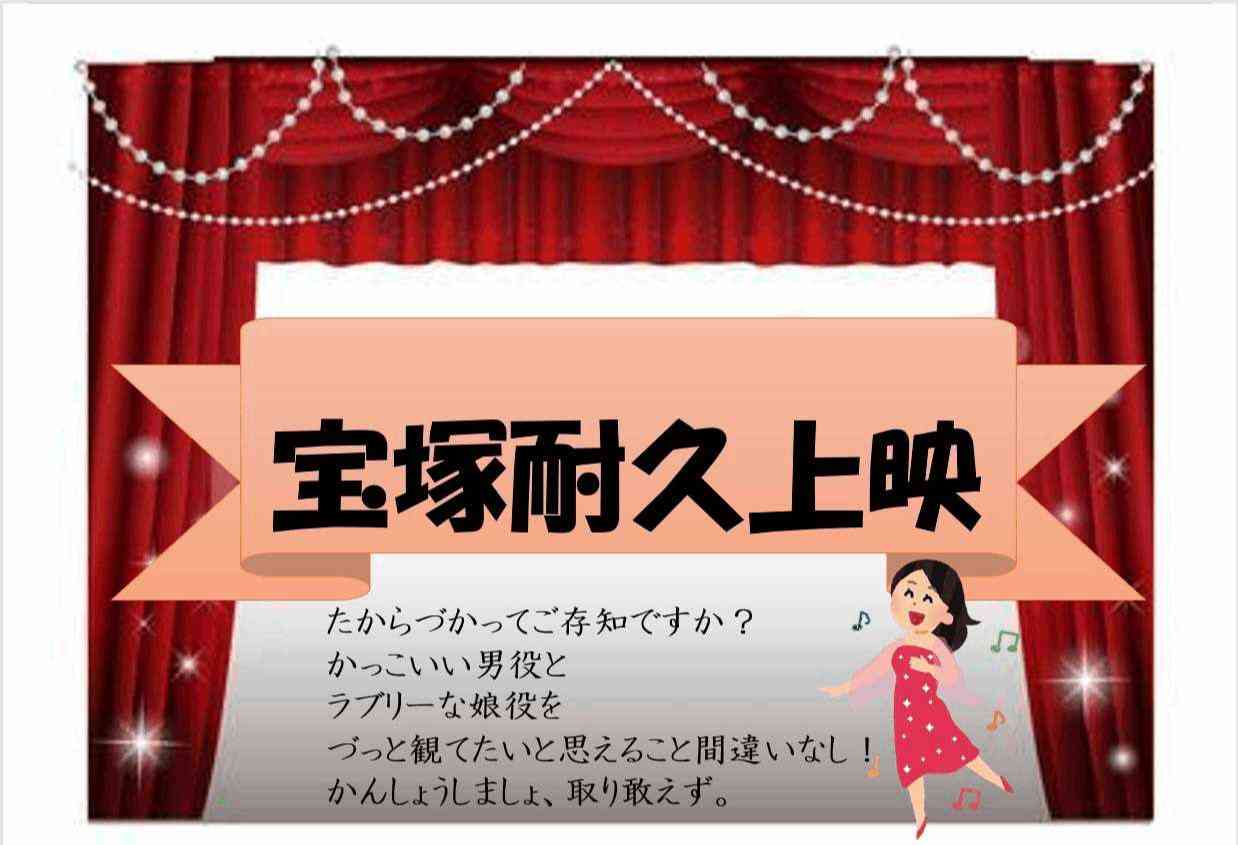 宝塚耐久上映
たからづかってご存知ですか？
かっこいい男役と
ラブリーな娘役を
づっと観てたいと思えること間違いなし！
かんしょうしましょ、取り敢えず。